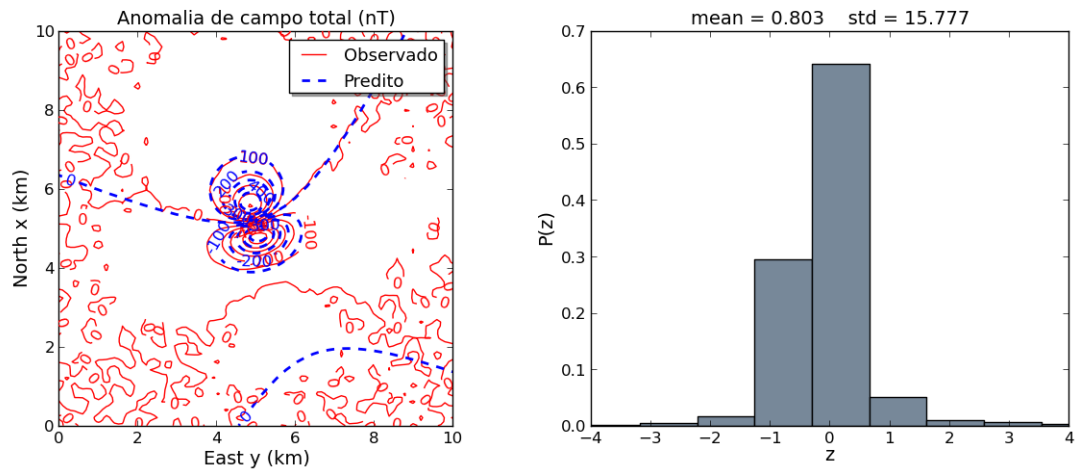 Anomalia de campo total (nT)
Observado
Predito
10
8
6
4
2
0
North x (km)
100
200
0
-100
-100
-200
0
0
0 2 4 6 8 10
East y (km)
mean = 0.803 std = 15.777
0.7
0.6
0.5
0.4
0.3
0.2
0.1
0.0
P(z)
−4 −3 −2 −1 0 1 2 3 4
z